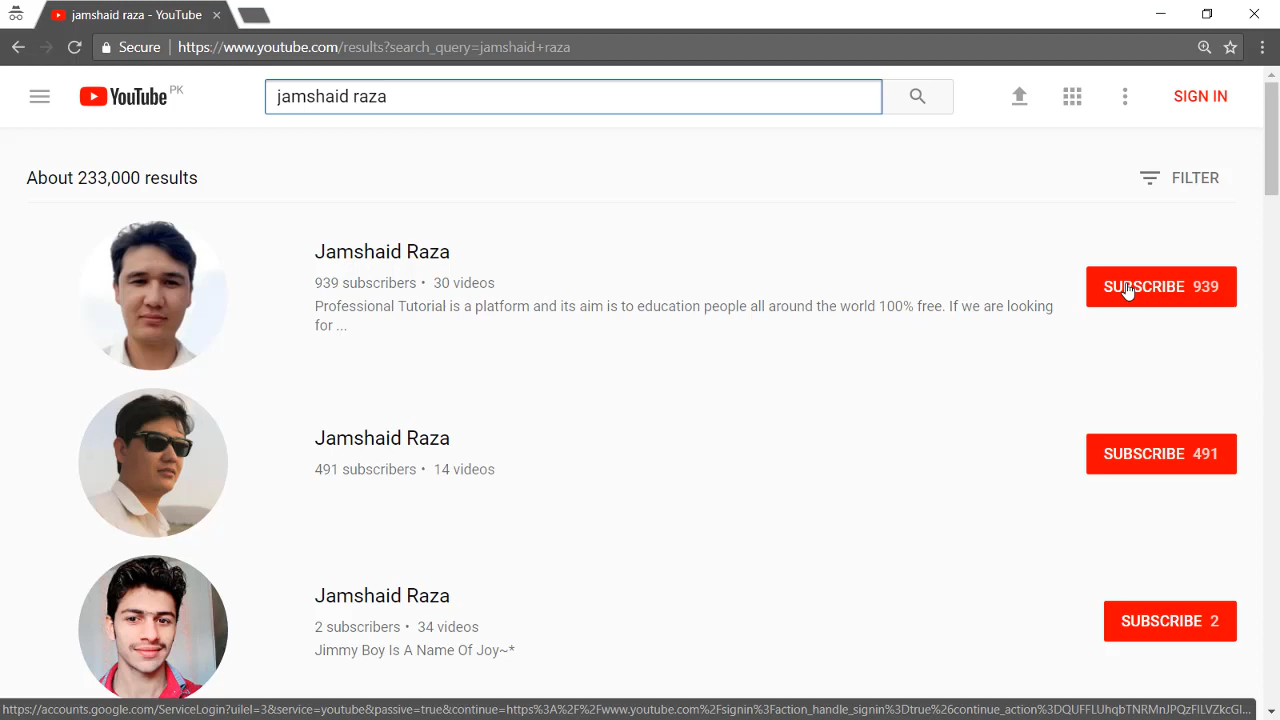 jamshaid raza - YouTube
Secure
https://www.youtube.com/results?search_query=jamshaid+raza
YouTube PK
jamshaid raza
SIGN IN
About 233,000 results
FILTER
Jamshaid Raza
939 subscribers • 30 videos
Professional Tutorial is a platform and its aim is to education people all around the world 100% free. If we are looking
for ...
SUBSCRIBE 939
Jamshaid Raza
491 subscribers • 14 videos
SUBSCRIBE 491
Jamshaid Raza
2 subscribers • 34 videos
Jimmy Boy Is A Name Of Joy~*
SUBSCRIBE 2
https://accounts.google.com/ServiceLogin?uilel=3&service=youtube&passive=true&continue=https%3A%2F%2Fwww.youtube.com%2Fsignin%3Faction_handle_signin%3Dtrue%26continue_action%3DQUFFLUhqbTRMRnJPQzFILVZkcGl...